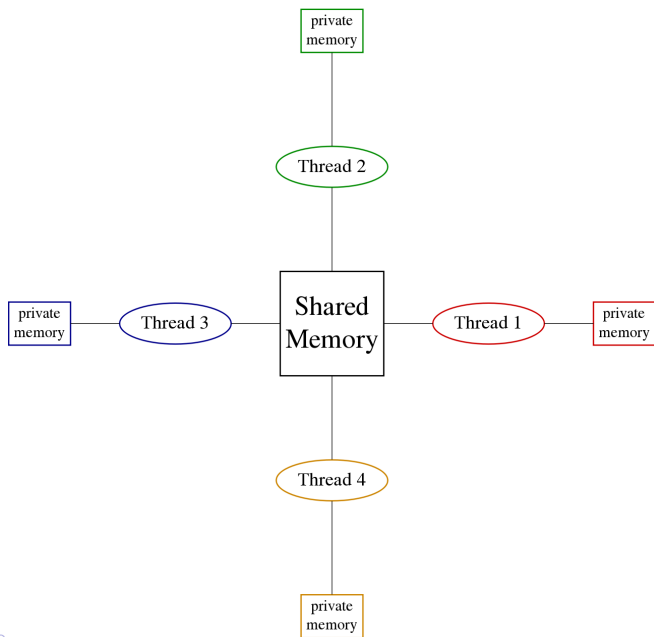 private
memory
Thread 2
private
memory
Thread 3
Shared
Memory
Thread 1
private
memory
Thread 4
private
memory